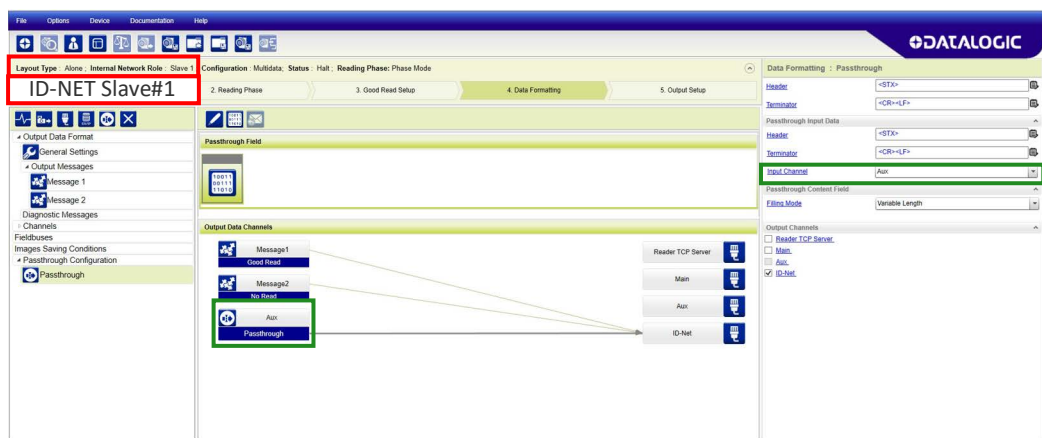 File Options Device Documentation Help
DATALOGIC
Layout Type : Alone ; Internal Network Role : Slave 1 Configuration : Multidata; Status : Halt ; Reading Phase: Phase Mode
ID-NET Slave#1
2. Reading Phase 3. Good Read Setup 4. Data Formatting 5. Output Setup
Output Data Format
General Settings
Output Messages
Message 1
Message 2
Diagnostic Messages
Channels
Fieldbuses
Images Saving Conditions
Passthrough Configuration
Passthrough
Passthrough Field
10011
00111
11010
Output Data Channels
Message1
Good Read
Message2
No Read
Aux
Passthrough
Reader TCP Server
Main
Aux
ID-Net
Data Formatting : Passthrough
Header <STX>
Terminator <CR><LF>
Passthrough Input Data
Header <STX>
Terminator <CR><LF>
Input Channel Aux
Passthrough Content Field
Filling Mode Variable Length
Output Channels
Reader TCP Server
Main
Aux
ID-Net